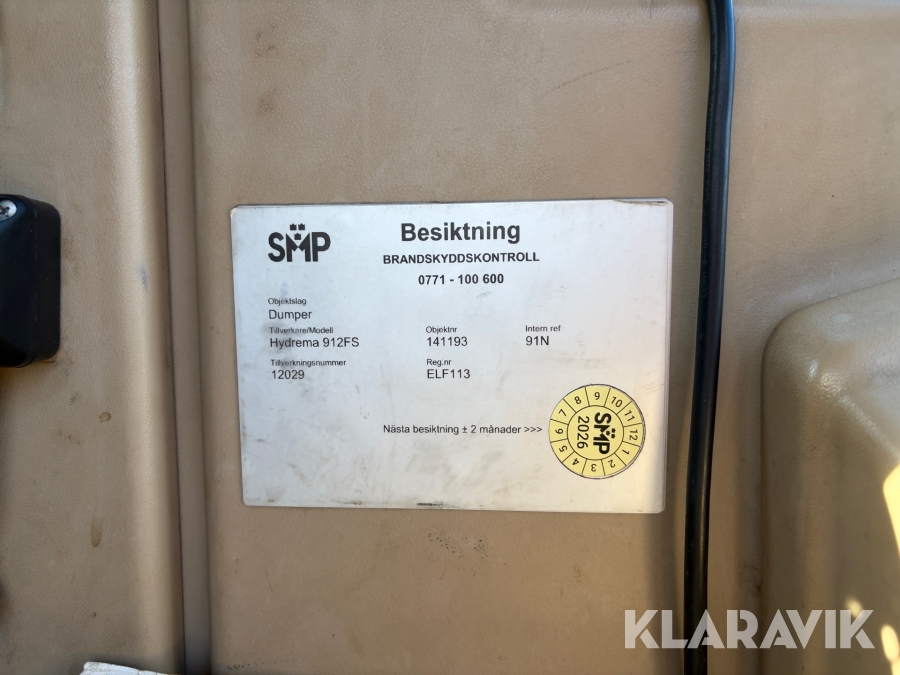 SMP
Besiktning
BRANDSKYDDSKONTROLL
0771 - 100 600
Objektslag
Dumper
Tillverkare/Modell Objektnr Intern ref
Hydrema 912FS 141193 91N
Tillverkningsnummer Reg.nr
12029 ELF113
Nästa besiktning ± 2 månader >>>
1 2 3 4 5 6 7 8 9 10 11 12
SMP
2026
KLARAVIK